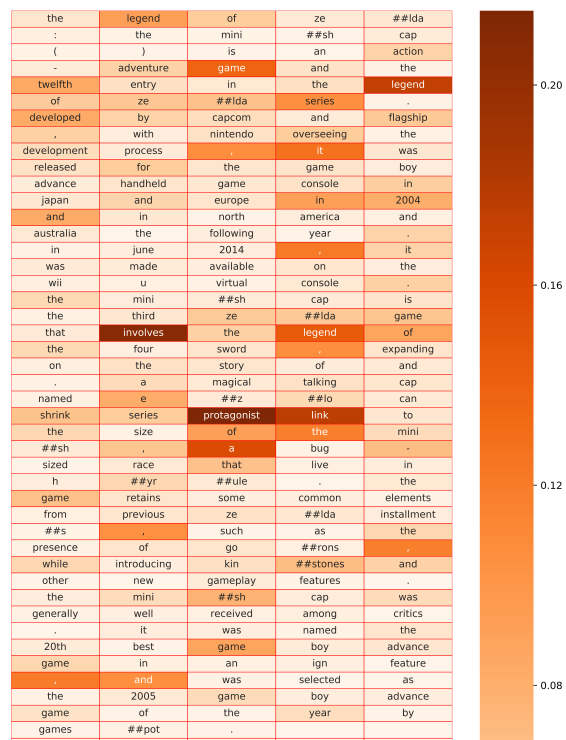 the legend of ze ##lda
: the mini ##sh cap
( ) is an action
- adventure game and the
twelfth entry in the legend
of ze ##lda series .
developed by capcom and flagship
, with nintendo overseeing the
development process , it was
released for the game boy
advance handheld game console in
japan and europe in 2004
and in north america and
australia the following year .
in june 2014 , it
was made available on the
wii u virtual console .
the mini ##sh cap is
the third ze ##lda game
that involves the legend of
the four sword , expanding
on the story of and
. a magical talking cap
named e ##z ##lo can
shrink series protagonist link to
the size of the mini
##sh , a bug -
sized race that live in
h ##yr ##ule . the
game retains some common elements
from previous ze ##lda installment
##s , such as the
presence of go ##rons ,
while introducing kin ##stones and
other new gameplay features .
the mini ##sh cap was
generally well received among critics
. it was named the
20th best game boy advance
game in an ign feature
, and was selected as
the 2005 game boy advance
game of the year by
games ##pot .
0.20
0.16
0.12
0.08